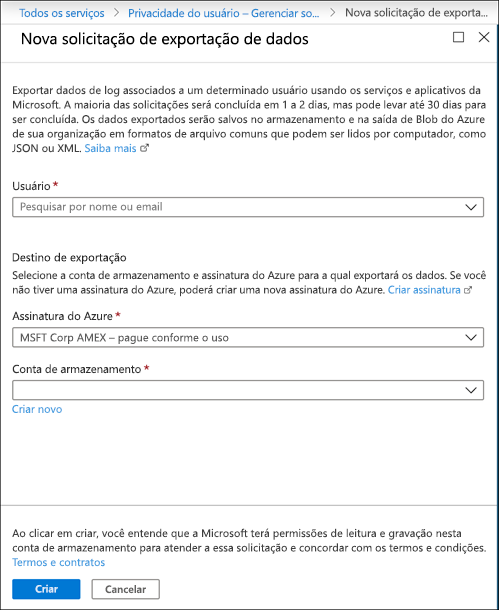 Todos os serviços > Privacidade do usuário – Gerenciar so... > Nova solicitação de exporta...
Nova solicitação de exportação de dados
Exportar dados de log associados a um determinado usuário usando os serviços e aplicativos da
Microsoft. A maioria das solicitações será concluída em 1 a 2 dias, mas pode levar até 30 dias para
ser concluída. Os dados exportados serão salvos no armazenamento e na saída de Blob do Azure
de sua organização em formatos de arquivo comuns que podem ser lidos por computador, como
JSON ou XML. Saiba mais
Usuário *
Pesquisar por nome ou email
Destino de exportação
Selecione a conta de armazenamento e assinatura do Azure para a qual exportará os dados. Se você
não tiver uma assinatura do Azure, poderá criar uma nova assinatura do Azure. Criar assinatura
Assinatura do Azure *
MSFT Corp AMEX – pague conforme o uso
Conta de armazenamento *
Criar novo
Ao clicar em criar, você entende que a Microsoft terá permissões de leitura e gravação nesta
conta de armazenamento para atender a essa solicitação e concordar com os termos e condições.
Termos e contratos
Criar
Cancelar